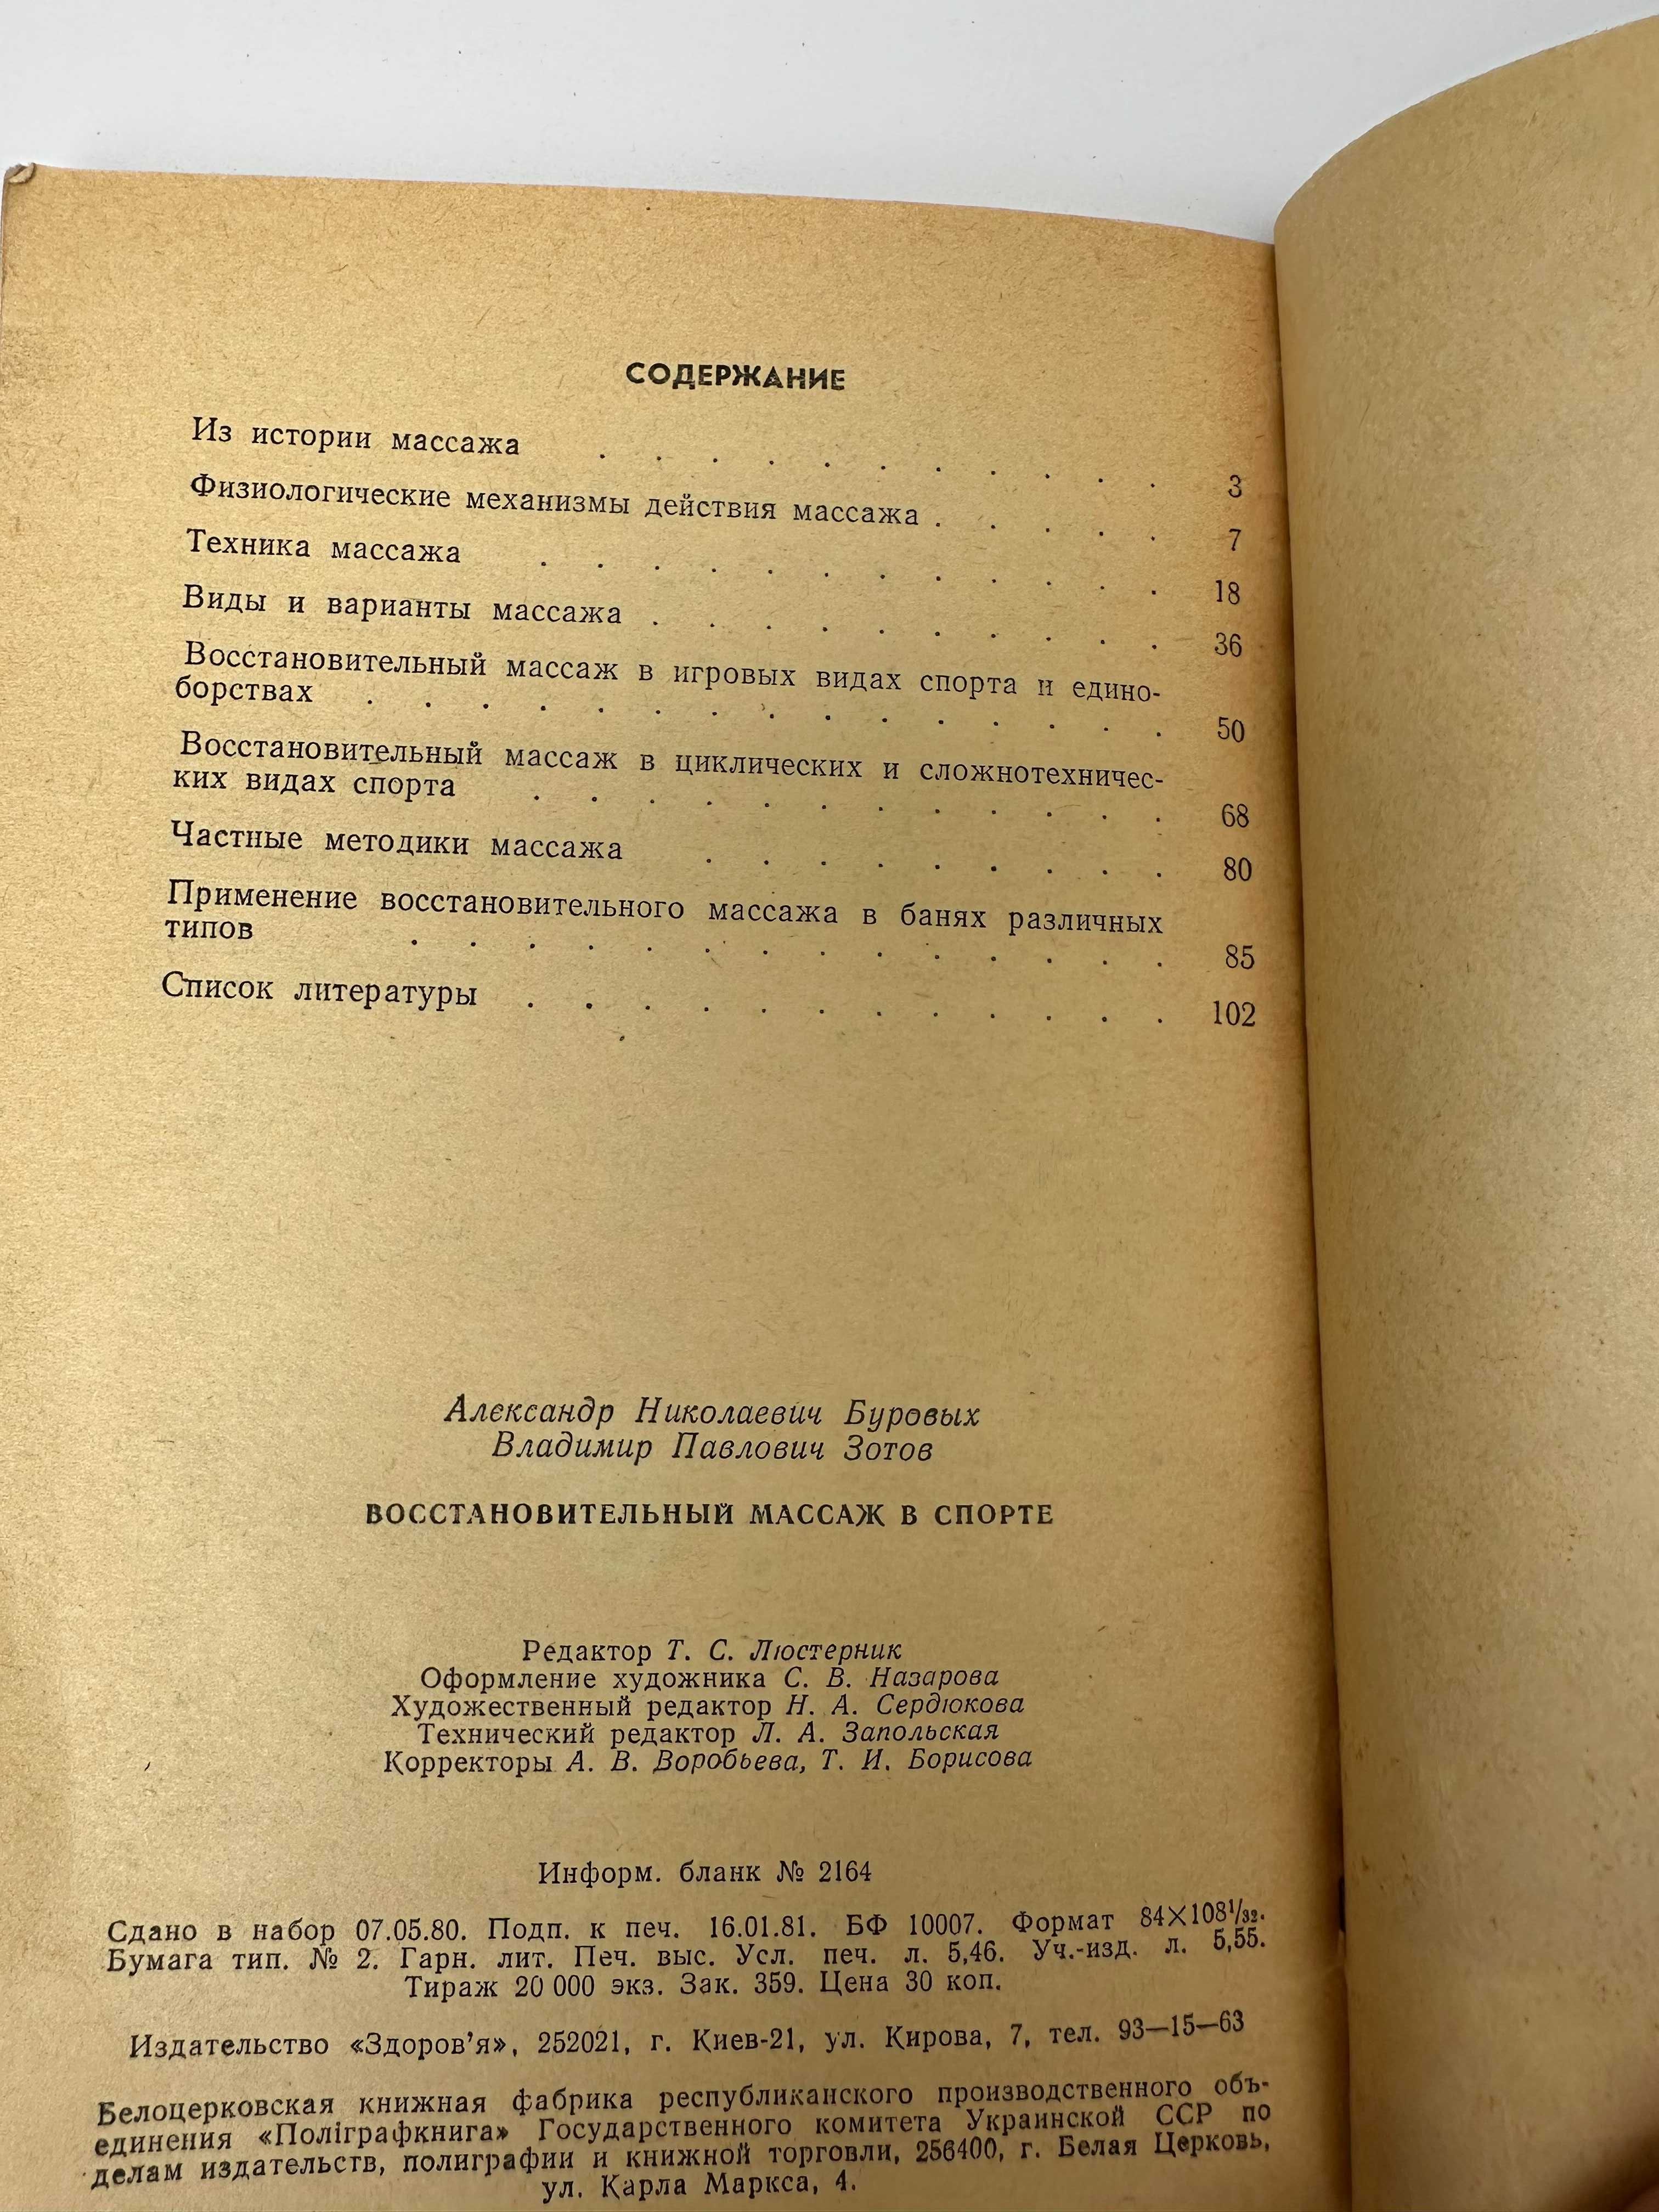 СОДЕРЖАНИЕ
Из истории массажа . . . . . . . . . . . 3
Физиологические механизмы действия массажа . . . . . 7
Техника массажа . . . . . . . . . . . . 18
Виды и варианты массажа . . . . . . . . . . 36
Восстановительный массаж в игровых видах спорта и едино-
борствах . . . . . . . . . . . . . . . 50
Восстановительный массаж в циклических и сложнотехничес-
ких видах спорта . . . . . . . . . . . . 68
Частные методики массажа . . . . . . . . . 80
Применение восстановительного массажа в банях различных
типов . . . . . . . . . . . . . . 85
Список литературы . . . . . . . . . . . . 102
Александр Николаевич Буровых
Владимир Павлович Зотов
ВОССТАНОВИТЕЛЬНЫЙ МАССАЖ В СПОРТЕ
Редактор Т. С. Люстерник
Оформление художника С. В. Назарова
Художественный редактор Н. А. Сердюкова
Технический редактор Л. А. Запольская
Корректоры А. В. Воробьева, Т. И. Борисова
Информ. бланк № 2164
Сдано в набор 07.05.80. Подп. к печ. 16.01.81. БФ 10007. Формат 84×108¹/₃₂.
Бумага тип. № 2. Гарн. лит. Печ. выс. Усл. печ. л. 5,46. Уч.-изд. л. 5,55.
Тираж 20 000 экз. Зак. 359. Цена 30 коп.
Издательство «Здоров’я», 252021, г. Киев-21, ул. Кирова, 7, тел. 93—15—63
Белоцерковская книжная фабрика республиканского производственного объ-
единения «Поліграфкнига» Государственного комитета Украинской ССР по
делам издательств, полиграфии и книжной торговли, 256400, г. Белая Церковь,
ул. Карла Маркса, 4.